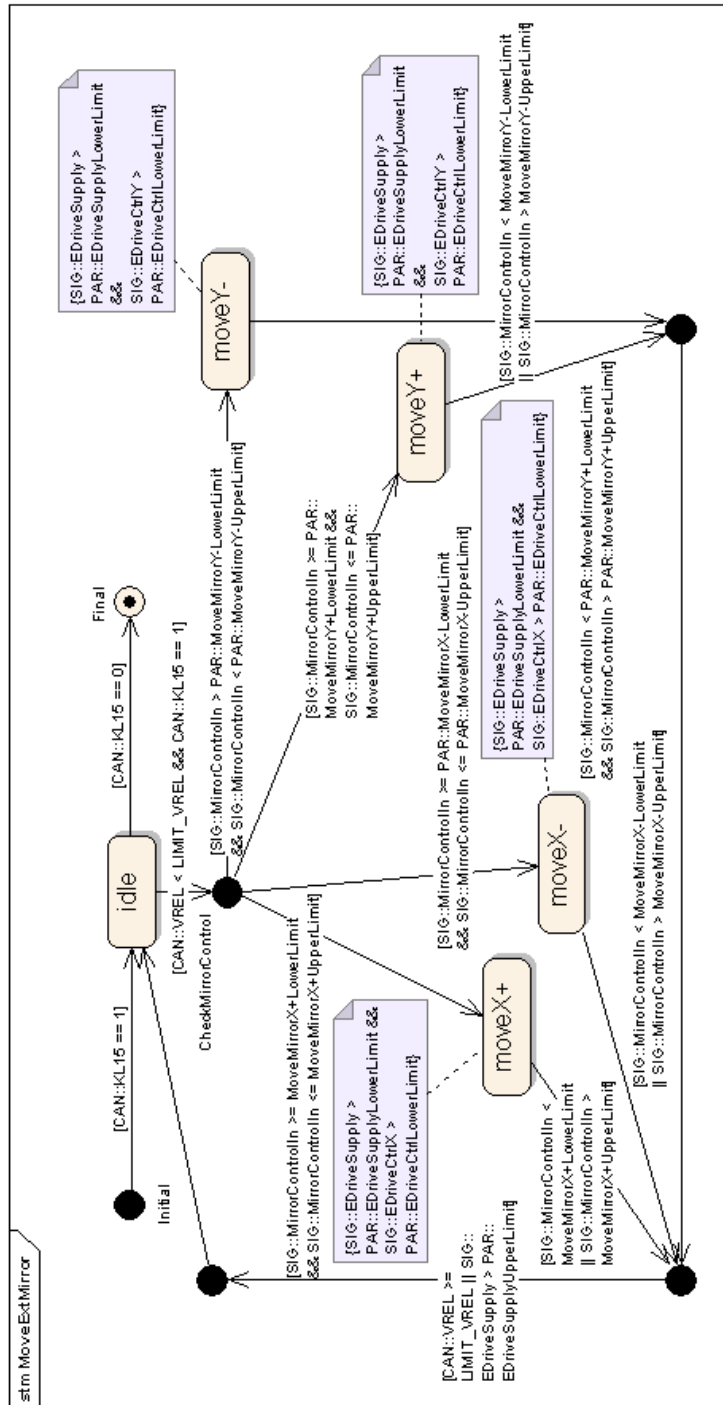 stm MoveExtMirror
Initial
[CAN::KL15 == 1]
idle
[CAN::KL15 == 0]
Final
[CAN::VREL < LIMIT_VREL && CAN::KL15 == 1]
CheckMirrorControl
[SIG::MirrorControlIn > PAR::MoveMirrorY-LowerLimit
&& SIG::MirrorControlIn < PAR::MoveMirrorY-UpperLimit]
moveY-
{SIG::EDriveSupply >
PAR::EDriveSupplyLowerLimit
&&
SIG::EDriveCtrlY >
PAR::EDriveCtrlLowerLimit}
[SIG::MirrorControlIn >= PAR::
MoveMirrorY+LowerLimit &&
SIG::MirrorControlIn <= PAR::
MoveMirrorY+UpperLimit]
moveY+
{SIG::EDriveSupply >
PAR::EDriveSupplyLowerLimit
&&
SIG::EDriveCtrlY >
PAR::EDriveCtrlLowerLimit}
[SIG::MirrorControlIn >= MoveMirrorX+LowerLimit
&& SIG::MirrorControlIn <= MoveMirrorX+UpperLimit]
[SIG::MirrorControlIn >= PAR::MoveMirrorX-LowerLimit
&& SIG::MirrorControlIn <= PAR::MoveMirrorX-UpperLimit]
{SIG::EDriveSupply >
PAR::EDriveSupplyLowerLimit &&
SIG::EDriveCtrlX >
PAR::EDriveCtrlLowerLimit}
moveX+
moveX-
{SIG::EDriveSupply >
PAR::EDriveSupplyLowerLimit &&
SIG::EDriveCtrlX > PAR::EDriveCtrlLowerLimit}
[SIG::MirrorControlIn < MoveMirrorY-LowerLimit
|| SIG::MirrorControlIn > MoveMirrorY-UpperLimit]
[CAN::VREL >=
LIMIT_VREL || SIG::
EDriveSupply > PAR::
EDriveSupplyUpperLimit]
[SIG::MirrorControlIn <
MoveMirrorX+LowerLimit
|| SIG::MirrorControlIn >
MoveMirrorX+UpperLimit]
[SIG::MirrorControlIn < MoveMirrorX-LowerLimit
|| SIG::MirrorControlIn > MoveMirrorX-UpperLimit]
[SIG::MirrorControlIn < PAR::MoveMirrorY+LowerLimit
&& SIG::MirrorControlIn > PAR::MoveMirrorY+UpperLimit]